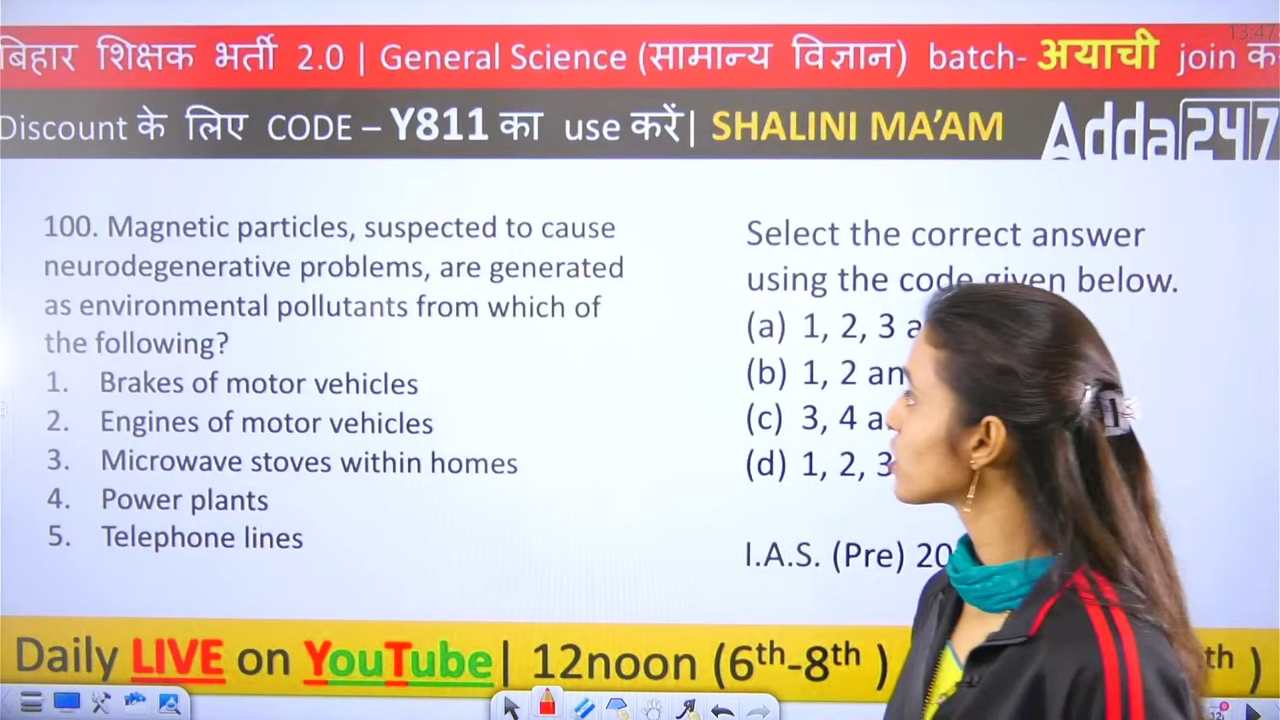 13:47
बिहार शिक्षक भर्ती 2.0 | General Science (सामान्य विज्ञान) batch- अयाची join
Discount के लिए CODE – Y811 का use करें| SHALINI MA’AM Adda247
100. Magnetic particles, suspected to cause
neurodegenerative problems, are generated
as environmental pollutants from which of
the following?
1. Brakes of motor vehicles
2. Engines of motor vehicles
3. Microwave stoves within homes
4. Power plants
5. Telephone lines
Select the correct answer
using the code given below.
(a) 1, 2, 3
(b) 1, 2
(c) 3, 4
(d) 1, 2, 3
I.A.S. (Pre)
Daily LIVE on YouTube| 12noon (6th-8th ) th )